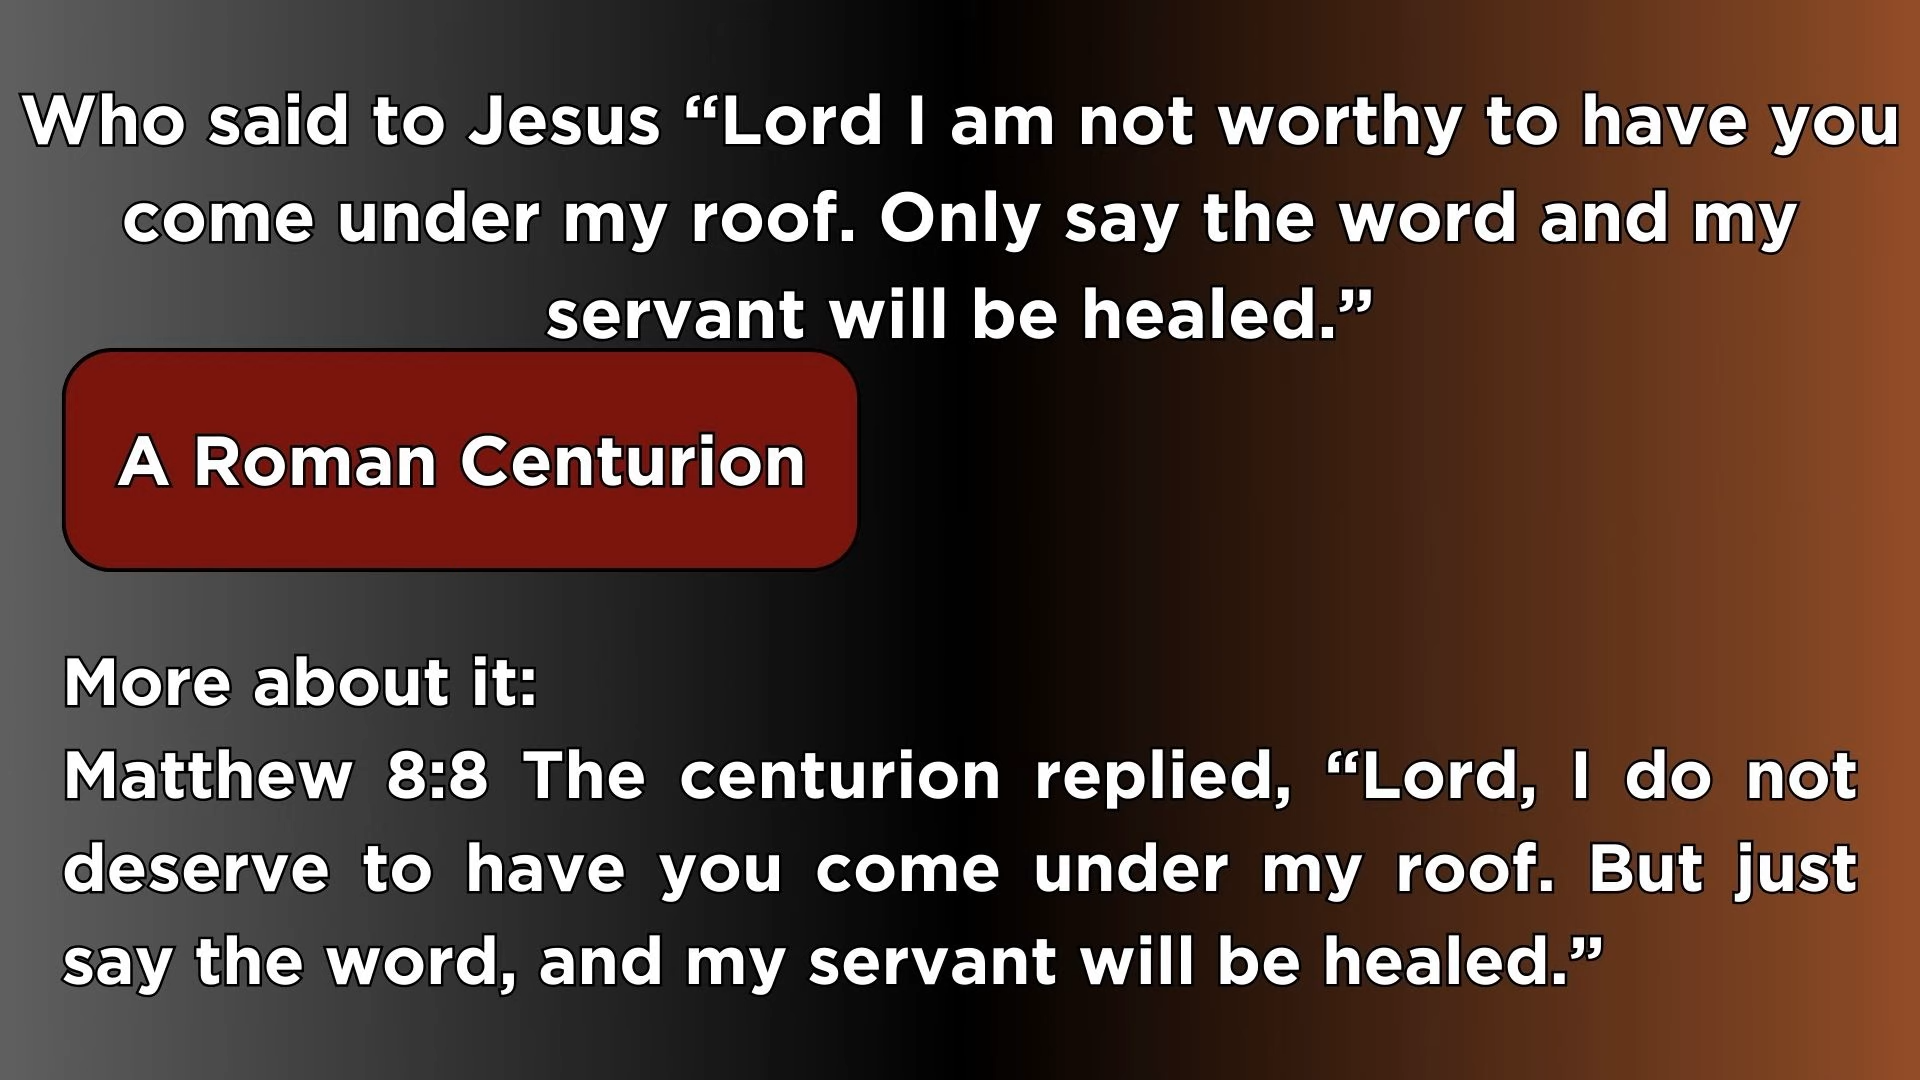 Who said to Jesus “Lord I am not worthy to have you
come under my roof. Only say the word and my
servant will be healed.”
A Roman Centurion
More about it:
Matthew 8:8 The centurion replied, “Lord, I do not
deserve to have you come under my roof. But just
say the word, and my servant will be healed.”